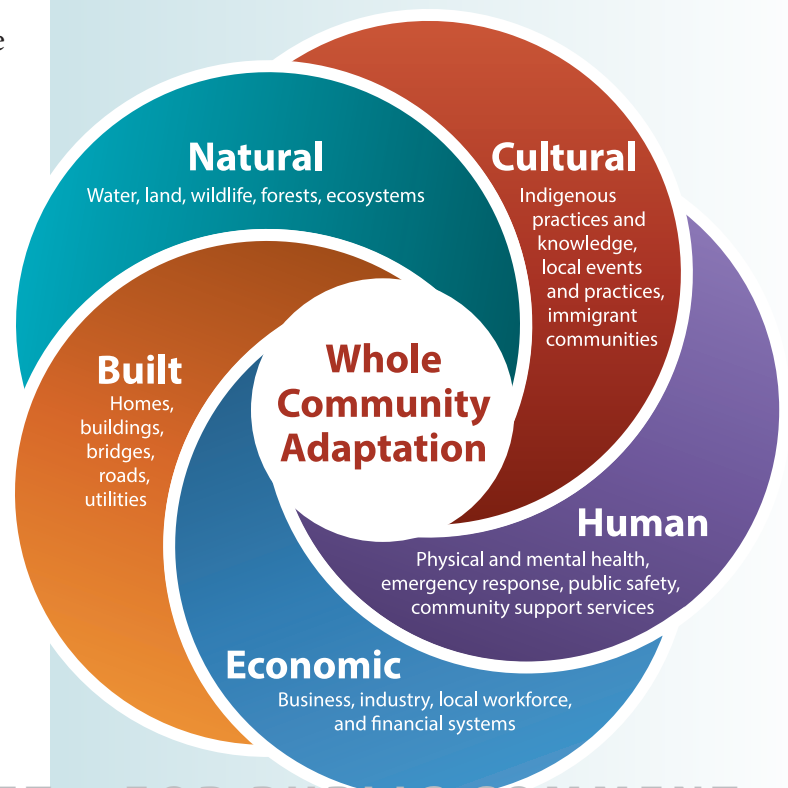 e
Natural
Water, land, wildlife, forests, ecosystems
Cultural
Indigenous
practices and
knowledge,
local events
and practices,
immigrant
communities
Whole
Community
Adaptation
Built
Homes,
buildings,
bridges,
roads,
utilities
Human
Physical and mental health,
emergency response, public safety,
community support services
Economic
Business, industry, local workforce,
and financial systems